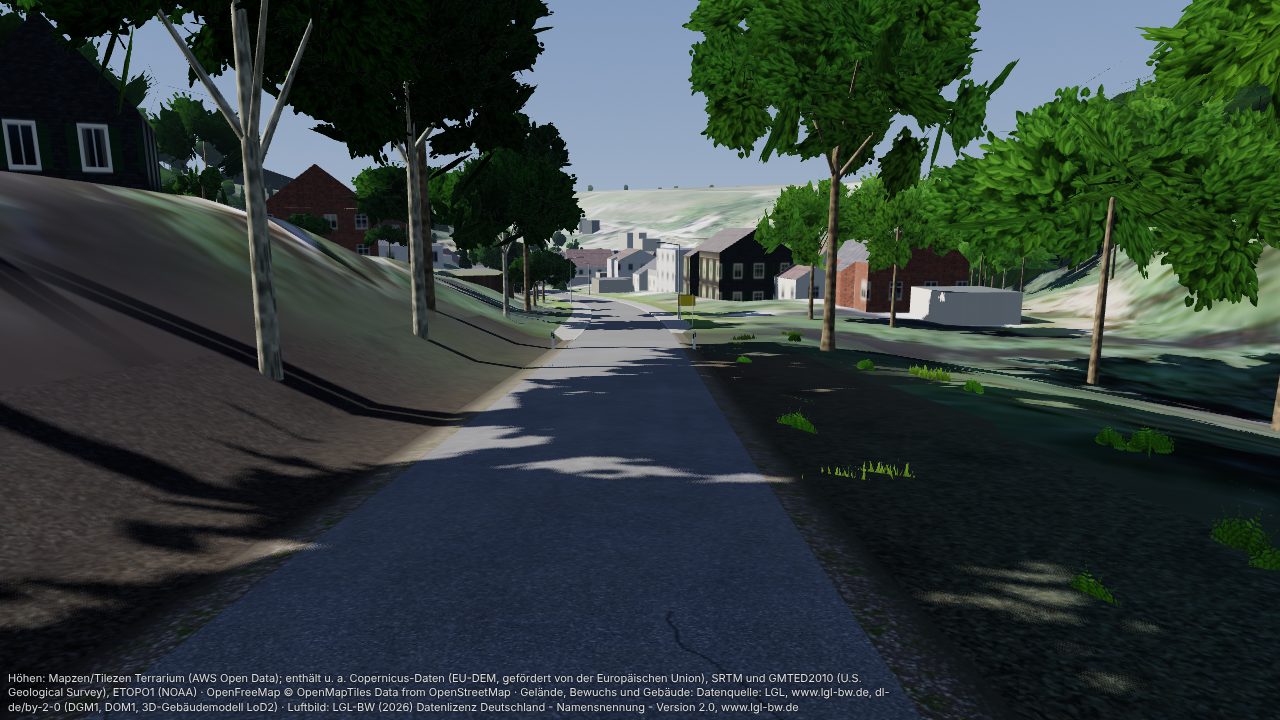 Höhen: Mapzen/Tilezen Terrarium (AWS Open Data); enthält u. a. Copernicus-Daten (EU-DEM, gefördert von der Europäischen Union), SRTM und GMTED2010 (U.S.
Geological Survey), ETOPO1 (NOAA) · OpenFreeMap © OpenMapTiles Data from OpenStreetMap · Gelände, Bewuchs und Gebäude: Datenquelle: LGL, www.lgl-bw.de, dl-
de/by-2-0 (DGM1, DOM1, 3D-Gebäudemodell LoD2) · Luftbild: LGL-BW (2026) Datenlizenz Deutschland - Namensnennung - Version 2.0, www.lgl-bw.de